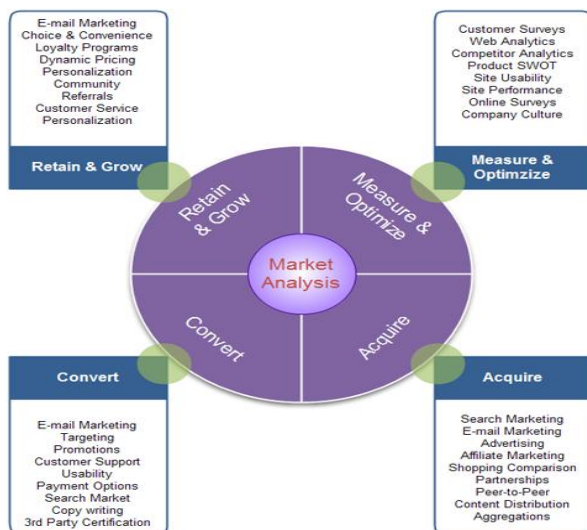 E-mail Marketing
Choice & Convenience
Loyalty Programs
Dynamic Pricing
Personalization
Community
Referrals
Customer Service
Personalization
Retain & Grow
Customer Surveys
Web Analytics
Competitor Analytics
Product SWOT
Site Usability
Site Performance
Online Surveys
Company Culture
Measure &
Optimzize
Retain
& Grow
Measure &
Optimize
Market
Analysis
Convert
Acquire
Convert
E-mail Marketing
Targeting
Promotions
Customer Support
Usability
Payment Options
Search Market
Copy writing
3rd Party Certification
Acquire
Search Marketing
E-mail Marketing
Advertising
Affiliate Marketing
Shopping Comparison
Partnerships
Peer-to-Peer
Content Distribution
Aggregations